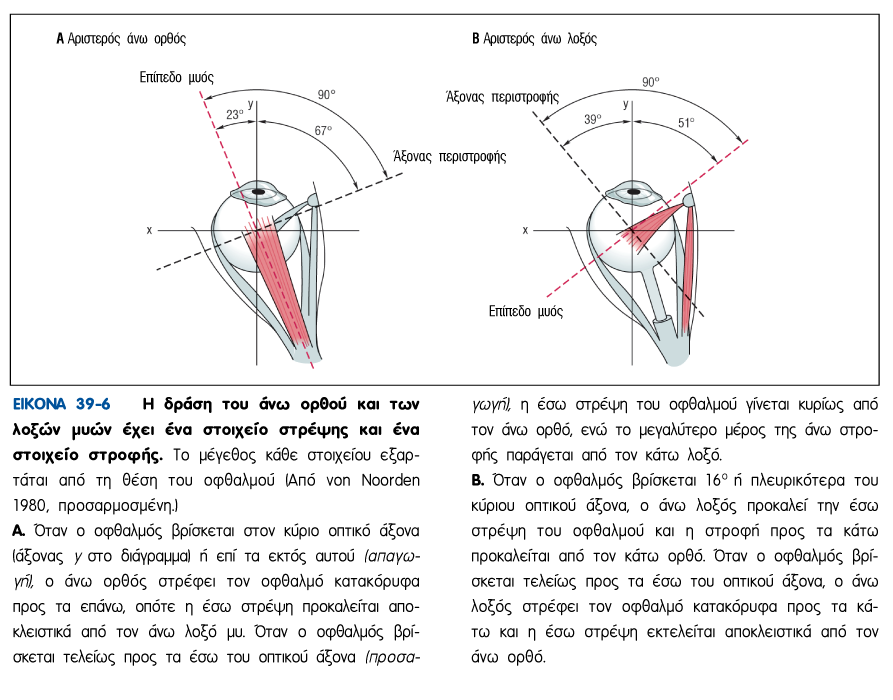 Α Αριστερός άνω ορθός
Επίπεδο μυός
90°
y
23°
67°
Άξονας περιστροφής
x
Β Αριστερός άνω λοξός
Άξονας περιστροφής
90°
y
39°
51°
x
Επίπεδο μυός
ΕΙΚΟΝΑ 39-6 Η δράση του άνω ορθού και των
λοξών μυών έχει ένα στοιχείο στρέψης και ένα
στοιχείο στροφής. Το μέγεθος κάθε στοιχείου εξαρ-
τάται από τη θέση του οφθαλμού (Από von Noorden
1980, προσαρμοσμένη.)
Α. Όταν ο οφθαλμός βρίσκεται στον κύριο οπτικό άξονα
(άξονας y στο διάγραμμα) ή επί τα εκτός αυτού (απαγω-
γή), ο άνω ορθός στρέφει τον οφθαλμό κατακόρυφα
προς τα επάνω, οπότε η έσω στρέψη προκαλείται απο-
κλειστικά από τον άνω λοξό μυ. Όταν ο οφθαλμός βρί-
σκεται τελείως προς τα έσω του οπτικού άξονα (προσα-
γωγή), η έσω στρέψη του οφθαλμού γίνεται κυρίως από
τον άνω ορθό, ενώ το μεγαλύτερο μέρος της άνω στρο-
φής παράγεται από τον κάτω λοξό.
Β. Όταν ο οφθαλμός βρίσκεται 16° ή πλευρικότερα του
κύριου οπτικού άξονα, ο άνω λοξός προκαλεί την έσω
στρέψη του οφθαλμού και η στροφή προς τα κάτω
προκαλείται από τον κάτω ορθό. Όταν ο οφθαλμός βρί-
σκεται τελείως προς τα έσω του οπτικού άξονα, ο άνω
λοξός στρέφει τον οφθαλμό κατακόρυφα προς τα κά-
τω και η έσω στρέψη εκτελείται αποκλειστικά από τον
άνω ορθό.